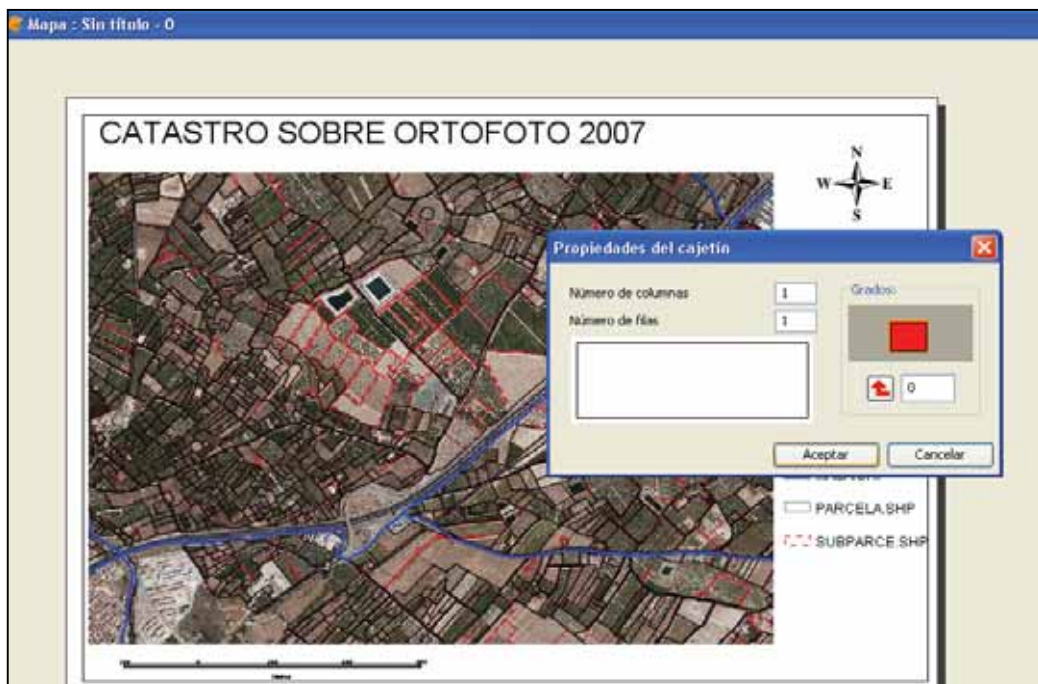 Mapa : Sin título - 0
CATASTRO SOBRE ORTOFOTO 2007
N
W E
S
Propiedades del cajetín
Número de columnas 1
Número de filas 1
Grados:
0
Aceptar Cancelar
PARCELA.SHP
SUBPARCE.SHP